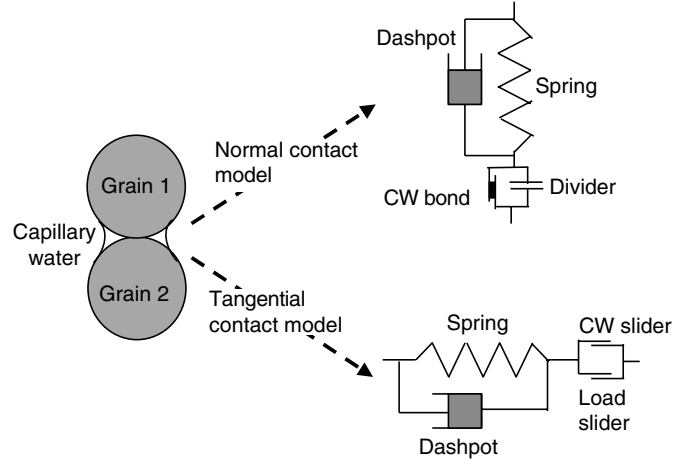 Dashpot
Spring
Normal contact
model
Grain 1
CW bond
Divider
Capillary
water
Grain 2
Tangential
contact model
Spring
CW slider
Load
slider
Dashpot